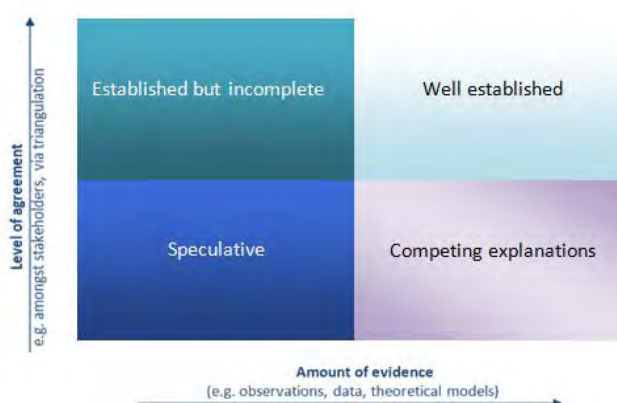 Level of agreement
e.g. amongst stakeholders, via triangulation
Established but incomplete
Well established
Speculative
Competing explanations
Amount of evidence
(e.g. observations, data, theoretical models)